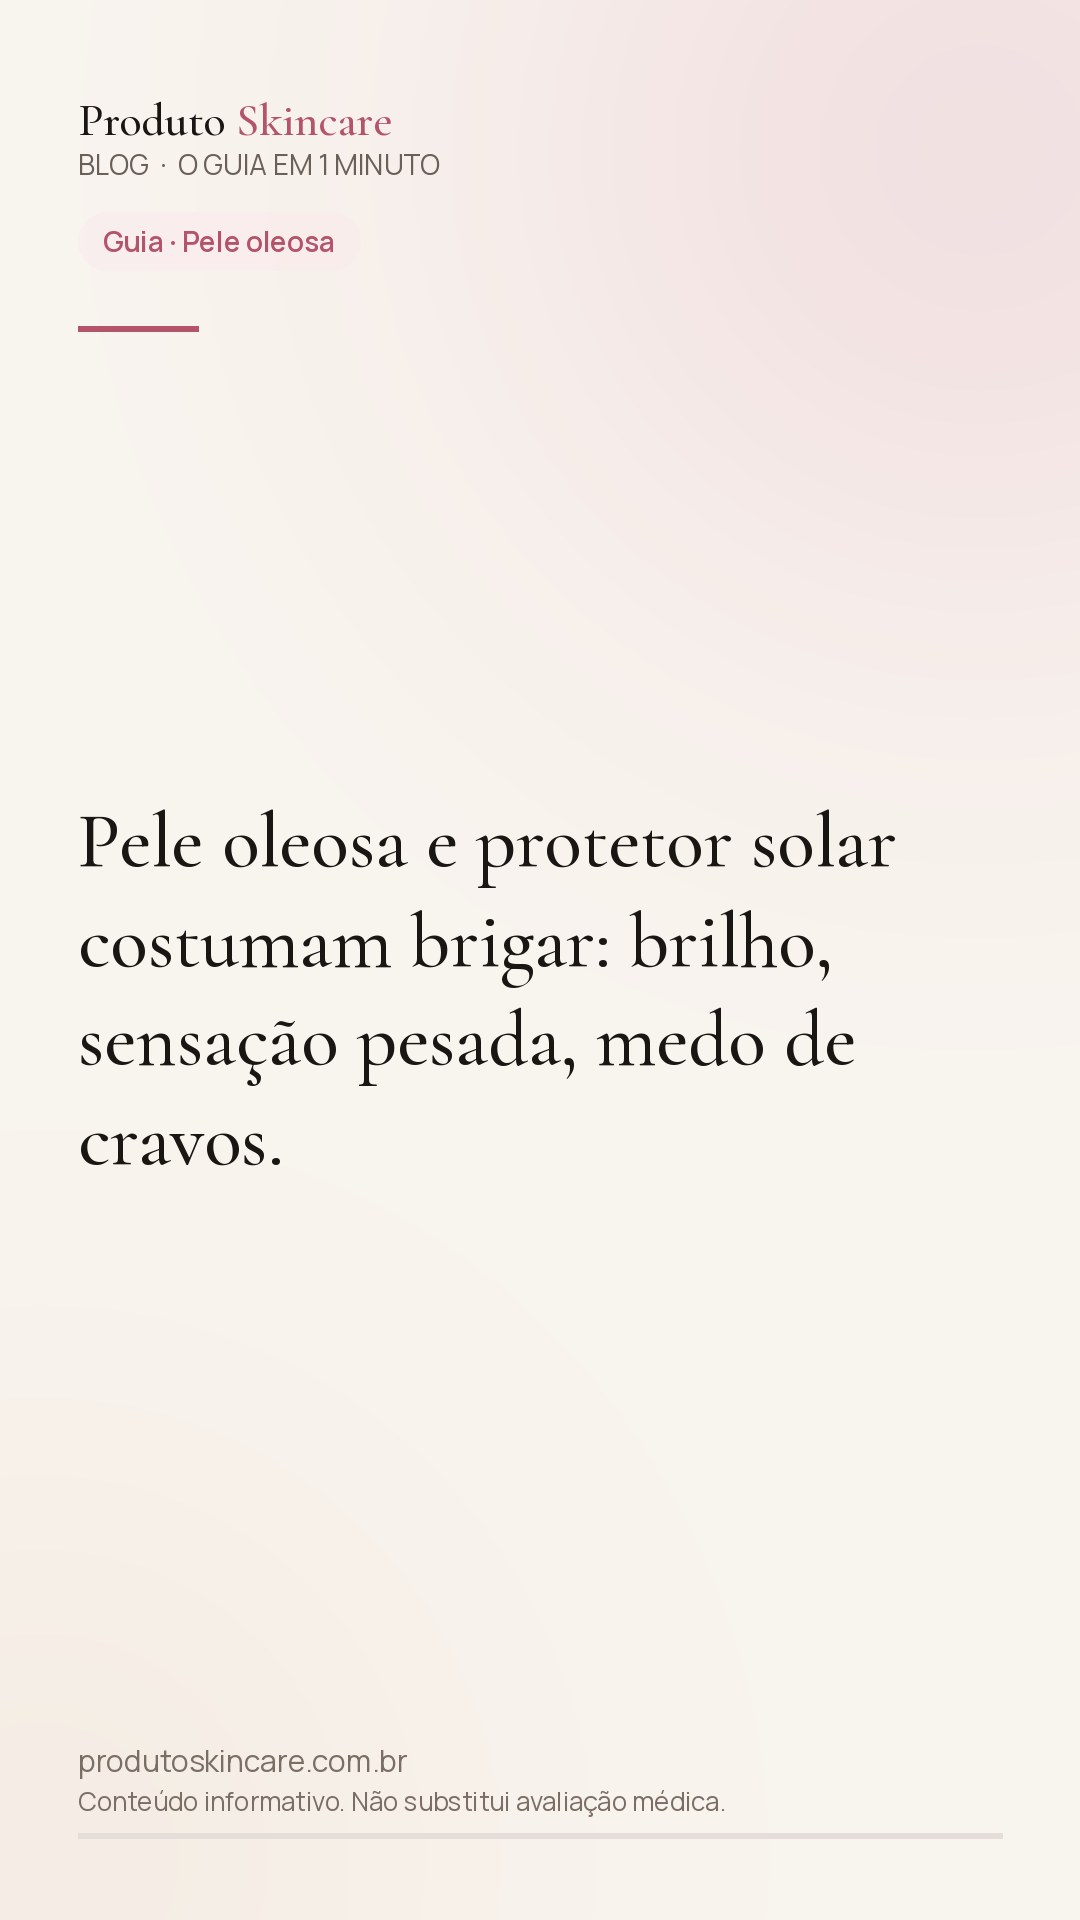 Produto Skincare
BLOG · O GUIA EM 1 MINUTO
Guia · Pele oleosa
Pele oleosa e protetor solar
costumam brigar: brilho,
sensação pesada, medo de
cravos.
produtoskincare.com.br
Conteúdo informativo. Não substitui avaliação médica.